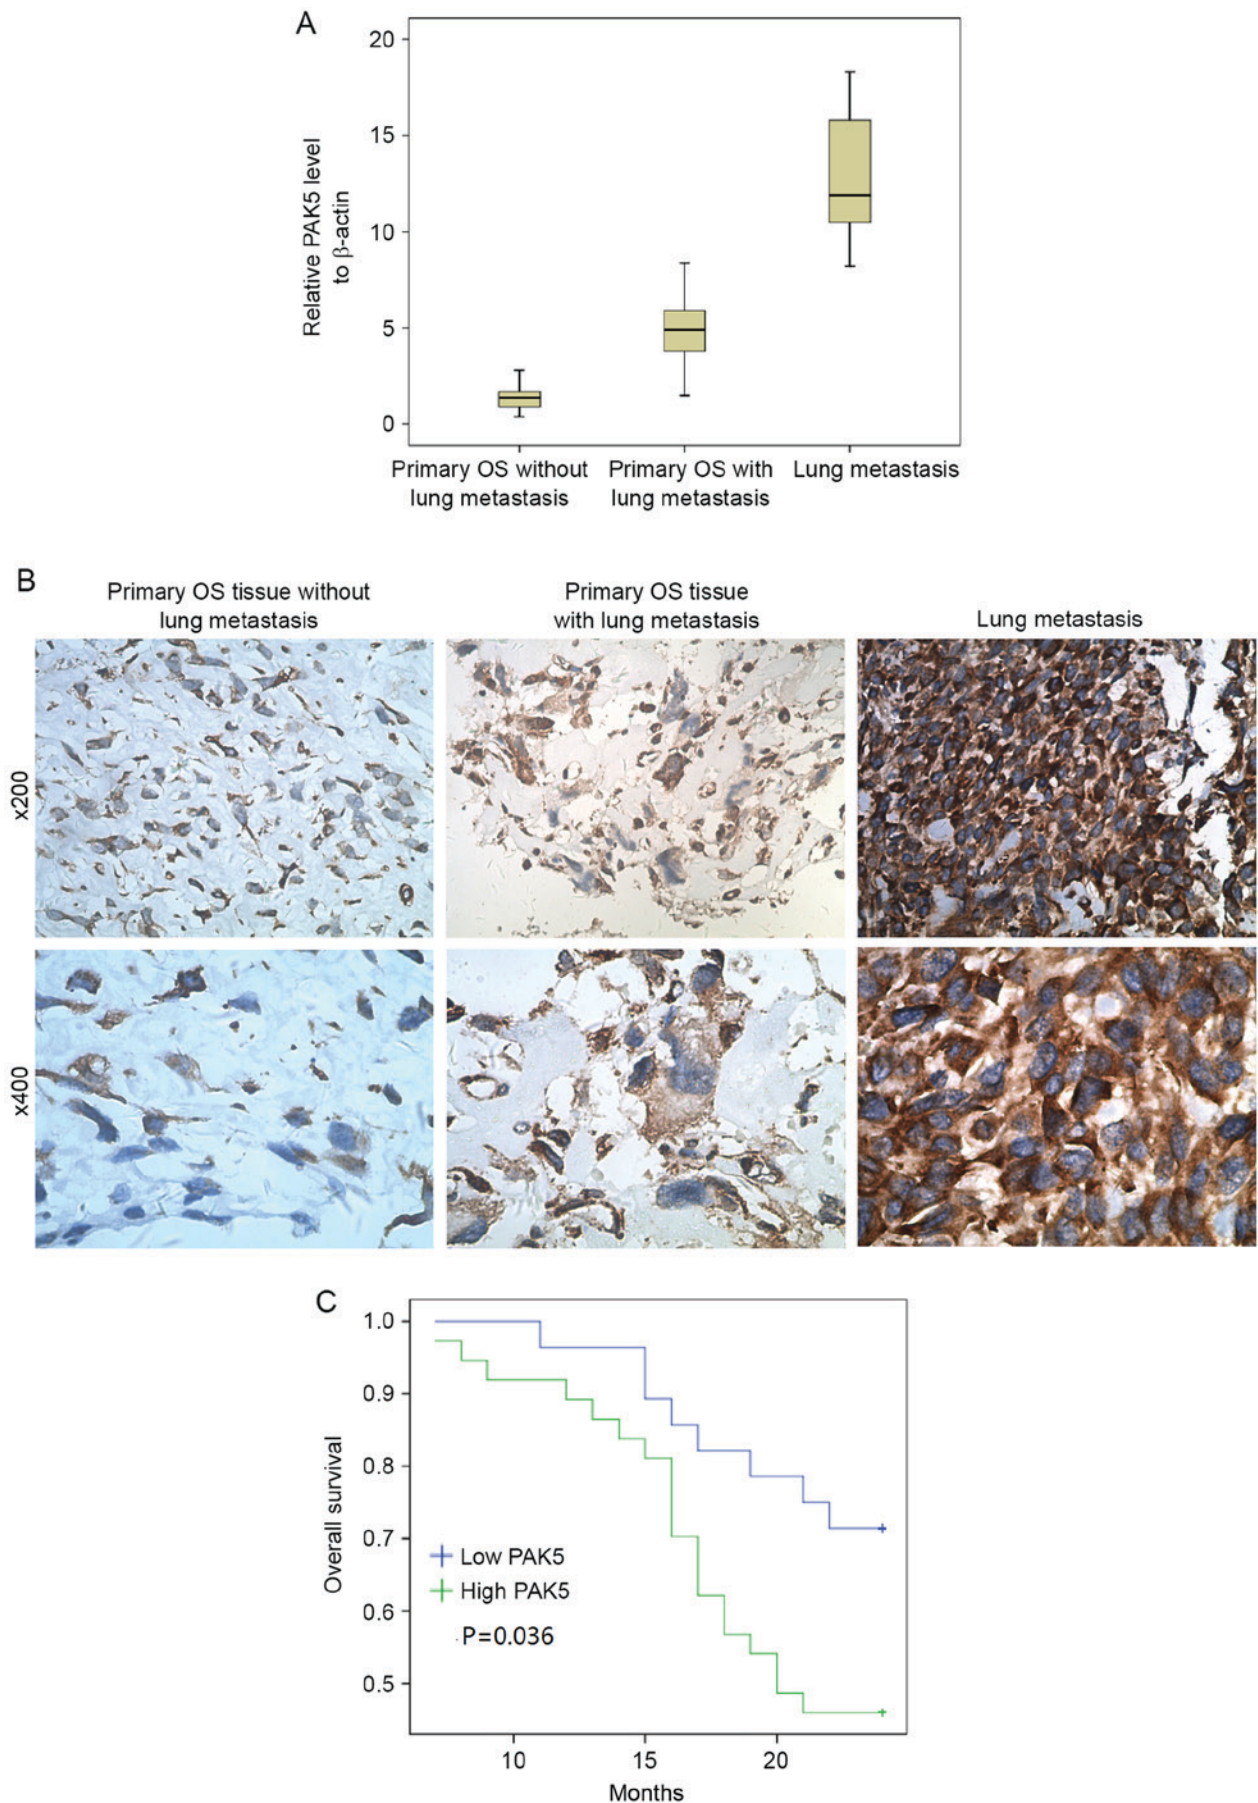 A
20
15
10
5
0
Relative PAK5 level
to β-actin
Primary OS without
lung metastasis
Primary OS with
lung metastasis
Lung metastasis
B
Primary OS tissue without
lung metastasis
Primary OS tissue
with lung metastasis
Lung metastasis
x200
x400
C
1.0
0.9
0.8
0.7
0.6
0.5
Overall survival
Low PAK5
High PAK5
P=0.036
10
15
20
Months